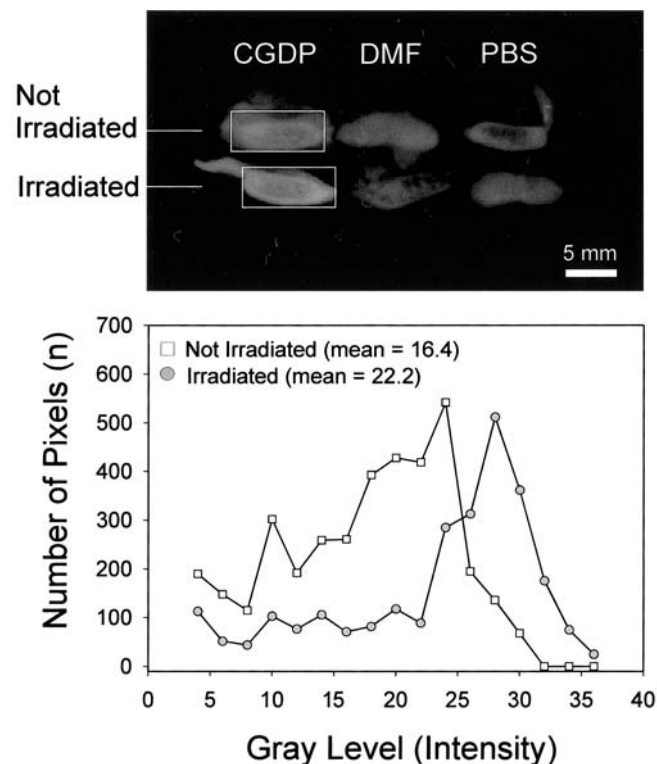 CGDP DMF PBS
Not
Irradiated
Irradiated
5 mm
700
600
500
400
300
200
100
0
Number of Pixels (n)
Not Irradiated (mean = 16.4)
Irradiated (mean = 22.2)
0 5 10 15 20 25 30 35 40
Gray Level (Intensity)